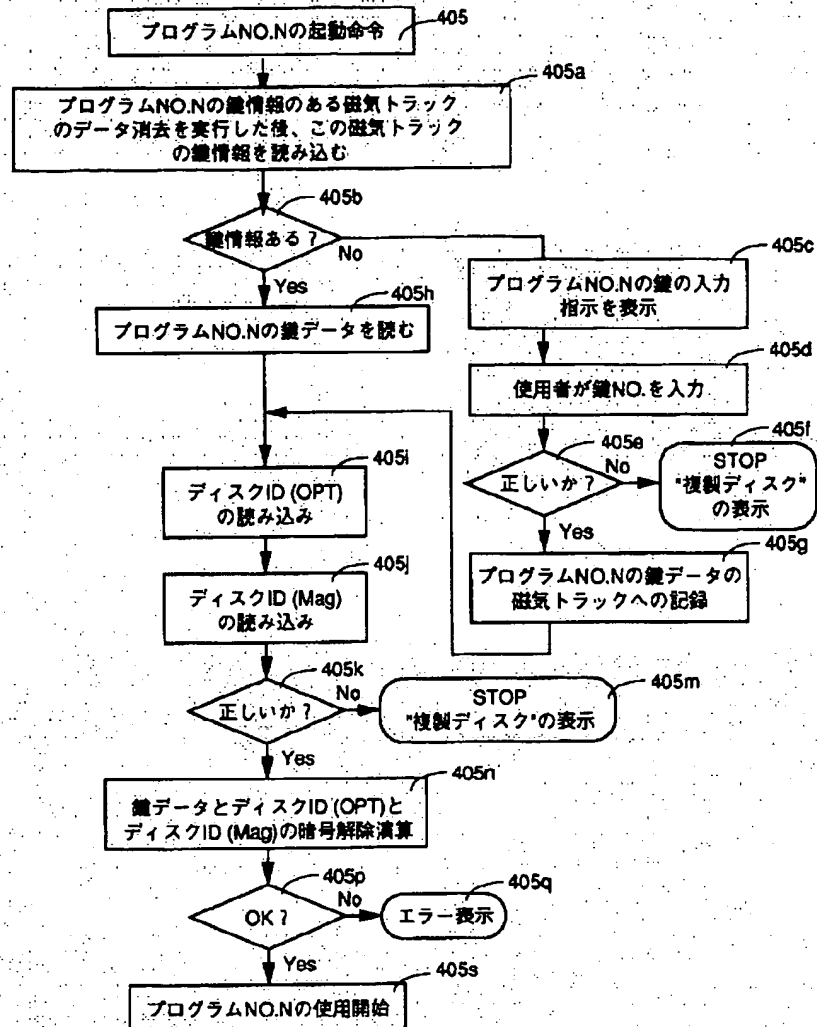 プログラムNO.Nの起動命令
405
405a
プログラムNO.Nの鍵情報のある磁気トラック
のデータ消去を実行した後、この磁気トラック
の鍵情報を読み込む
405b
鍵情報ある？
No
Yes
405c
プログラムNO.Nの鍵の入力
指示を表示
405h
プログラムNO.Nの鍵データを読む
405d
使用者が鍵NO.を入力
405e
正しいか？
No
Yes
405f
STOP
"複製ディスク"
の表示
405g
プログラムNO.Nの鍵データの
磁気トラックへの記録
405i
ディスクID (OPT)
の読み込み
405j
ディスクID (Mag)
の読み込み
405k
正しいか？
No
Yes
405m
STOP
"複製ディスク"の表示
405n
鍵データとディスクID (OPT)と
ディスクID (Mag)の暗号解除演算
405p
OK？
No
Yes
405q
エラー表示
405s
プログラムNO.Nの使用開始